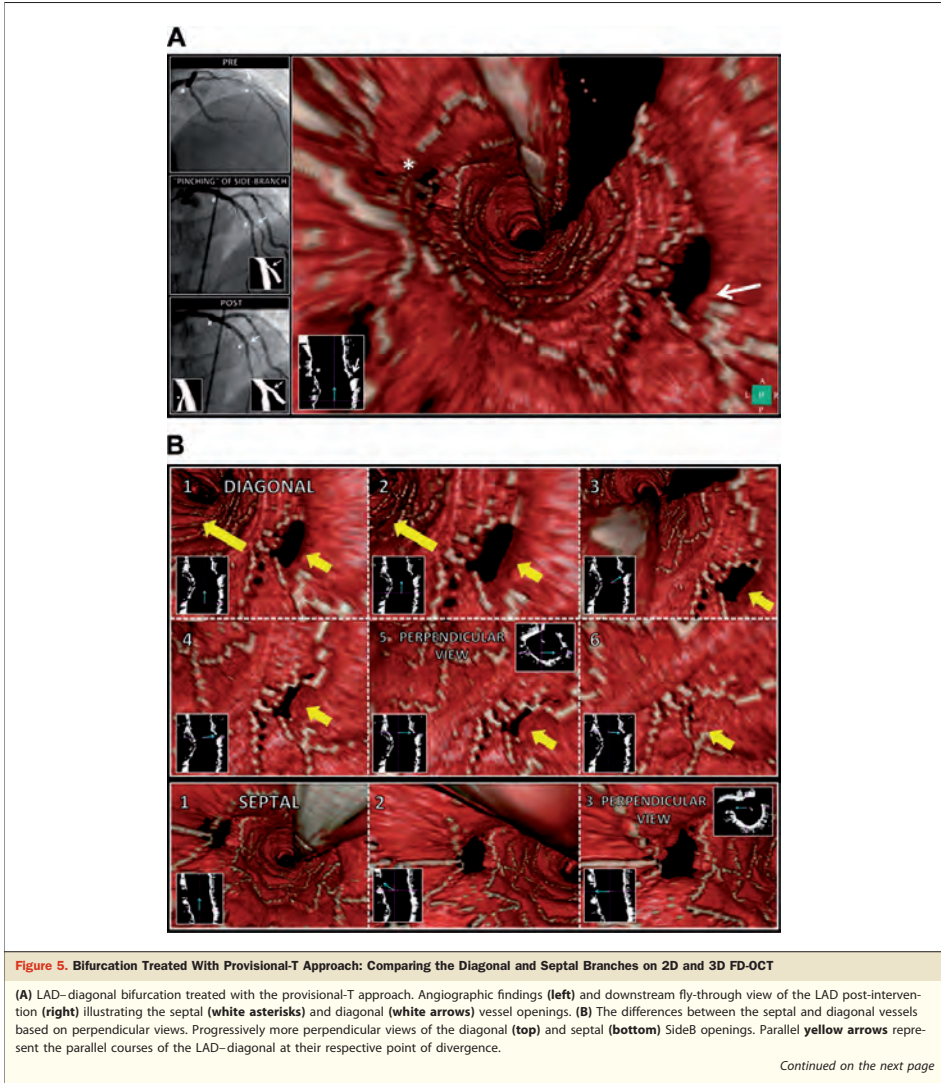 A
PRE
"PINCHING" OF SIDE-BRANCH
POST
*
A
L H R
P
B
1 DIAGONAL
2
3
4
5 PERPENDICULAR
VIEW
6
1 SEPTAL
2
3 PERPENDICULAR
VIEW
Figure 5. Bifurcation Treated With Provisional-T Approach: Comparing the Diagonal and Septal Branches on 2D and 3D FD-OCT
(A) LAD–diagonal bifurcation treated with the provisional-T approach. Angiographic findings (left) and downstream fly-through view of the LAD post-interven-
tion (right) illustrating the septal (white asterisks) and diagonal (white arrows) vessel openings. (B) The differences between the septal and diagonal vessels
based on perpendicular views. Progressively more perpendicular views of the diagonal (top) and septal (bottom) SideB openings. Parallel yellow arrows repre-
sent the parallel courses of the LAD–diagonal at their respective point of divergence.
Continued on the next page